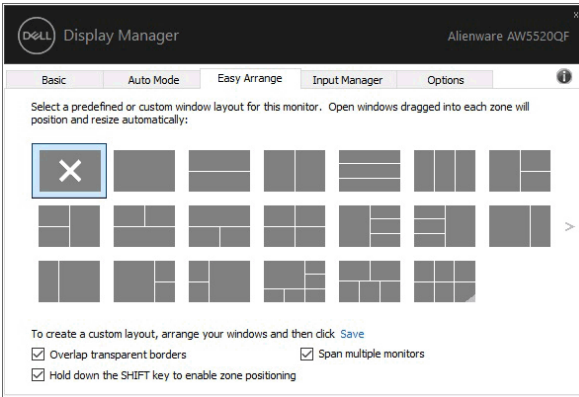 DELL Display Manager Alienware AW5520QF
Basic Auto Mode Easy Arrange Input Manager Options
Select a predefined or custom window layout for this monitor. Open windows dragged into each zone will
position and resize automatically:
To create a custom layout, arrange your windows and then click Save
Overlap transparent borders Span multiple monitors
Hold down the SHIFT key to enable zone positioning